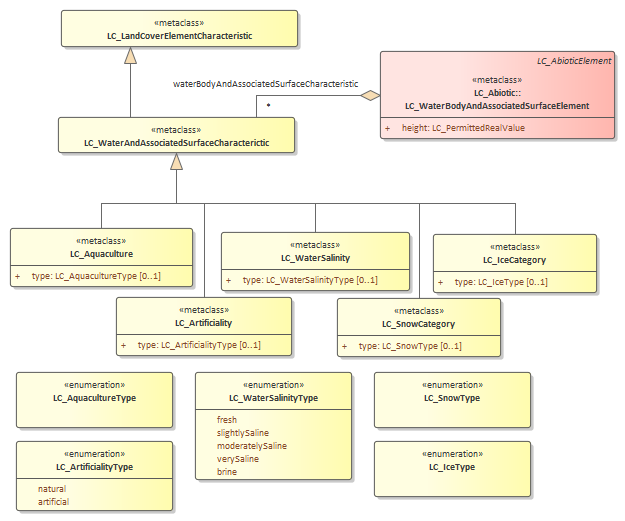 «metaclass»
LC_LandCoverElementCharacteristic
LC_AbioticElement
«metaclass»
LC_Abiotic::
LC_WaterBodyAndAssociatedSurfaceElement
+ height: LC_PermittedRealValue
waterBodyAndAssociatedSurfaceCharacteristic
*
«metaclass»
LC_WaterAndAssociatedSurfaceCharacterictic
«metaclass»
LC_Aquaculture
+ type: LC_AquacultureType [0..1]
«metaclass»
LC_WaterSalinity
+ type: LC_WaterSalinityType [0..1]
«metaclass»
LC_IceCategory
+ type: LC_IceType [0..1]
«metaclass»
LC_Artificiality
+ type: LC_ArtificialityType [0..1]
«metaclass»
LC_SnowCategory
+ type: LC_SnowType [0..1]
«enumeration»
LC_AquacultureType
«enumeration»
LC_WaterSalinityType
fresh
slightlySaline
moderatelySaline
verySaline
brine
«enumeration»
LC_SnowType
«enumeration»
LC_ArtificialityType
natural
artificial
«enumeration»
LC_IceType